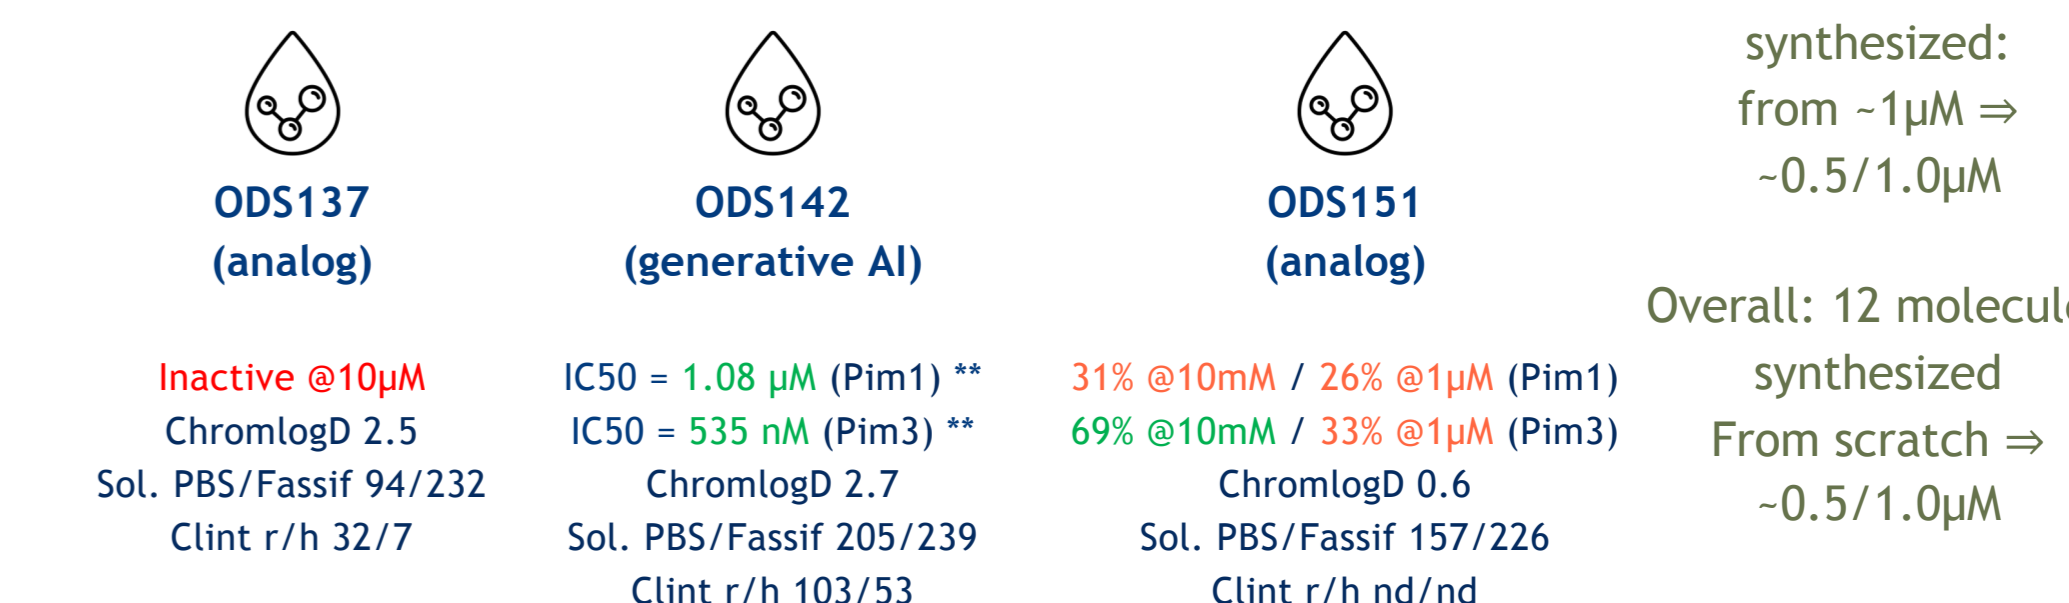 ODS137
(analog)
Inactive @10µM
ChromlogD 2.5
Sol. PBS/Fassif 94/232
Clint r/h 32/7
ODS142
(generative AI)
IC50 = 1.08 µM (Pim1) **
IC50 = 535 nM (Pim3) **
ChromlogD 2.7
Sol. PBS/Fassif 205/239
Clint r/h 103/53
ODS151
(analog)
31% @10mM / 26% @1µM (Pim1)
69% @10mM / 33% @1µM (Pim3)
ChromlogD 0.6
Sol. PBS/Fassif 157/226
Clint r/h nd/nd
synthesized:
from ~1µM ⇒
~0.5/1.0µM
Overall: 12 molecul
synthesized
From scratch ⇒
~0.5/1.0µM